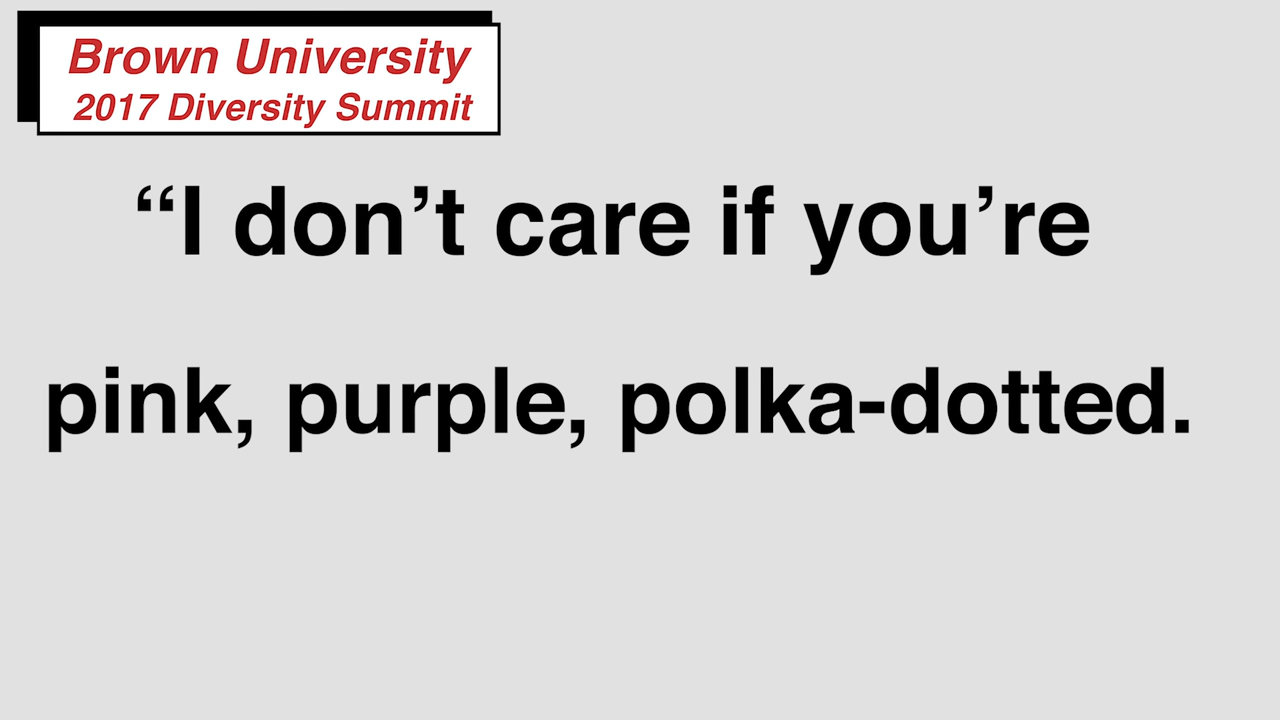 Brown University
2017 Diversity Summit
“I don’t care if you’re
pink, purple, polka-dotted.